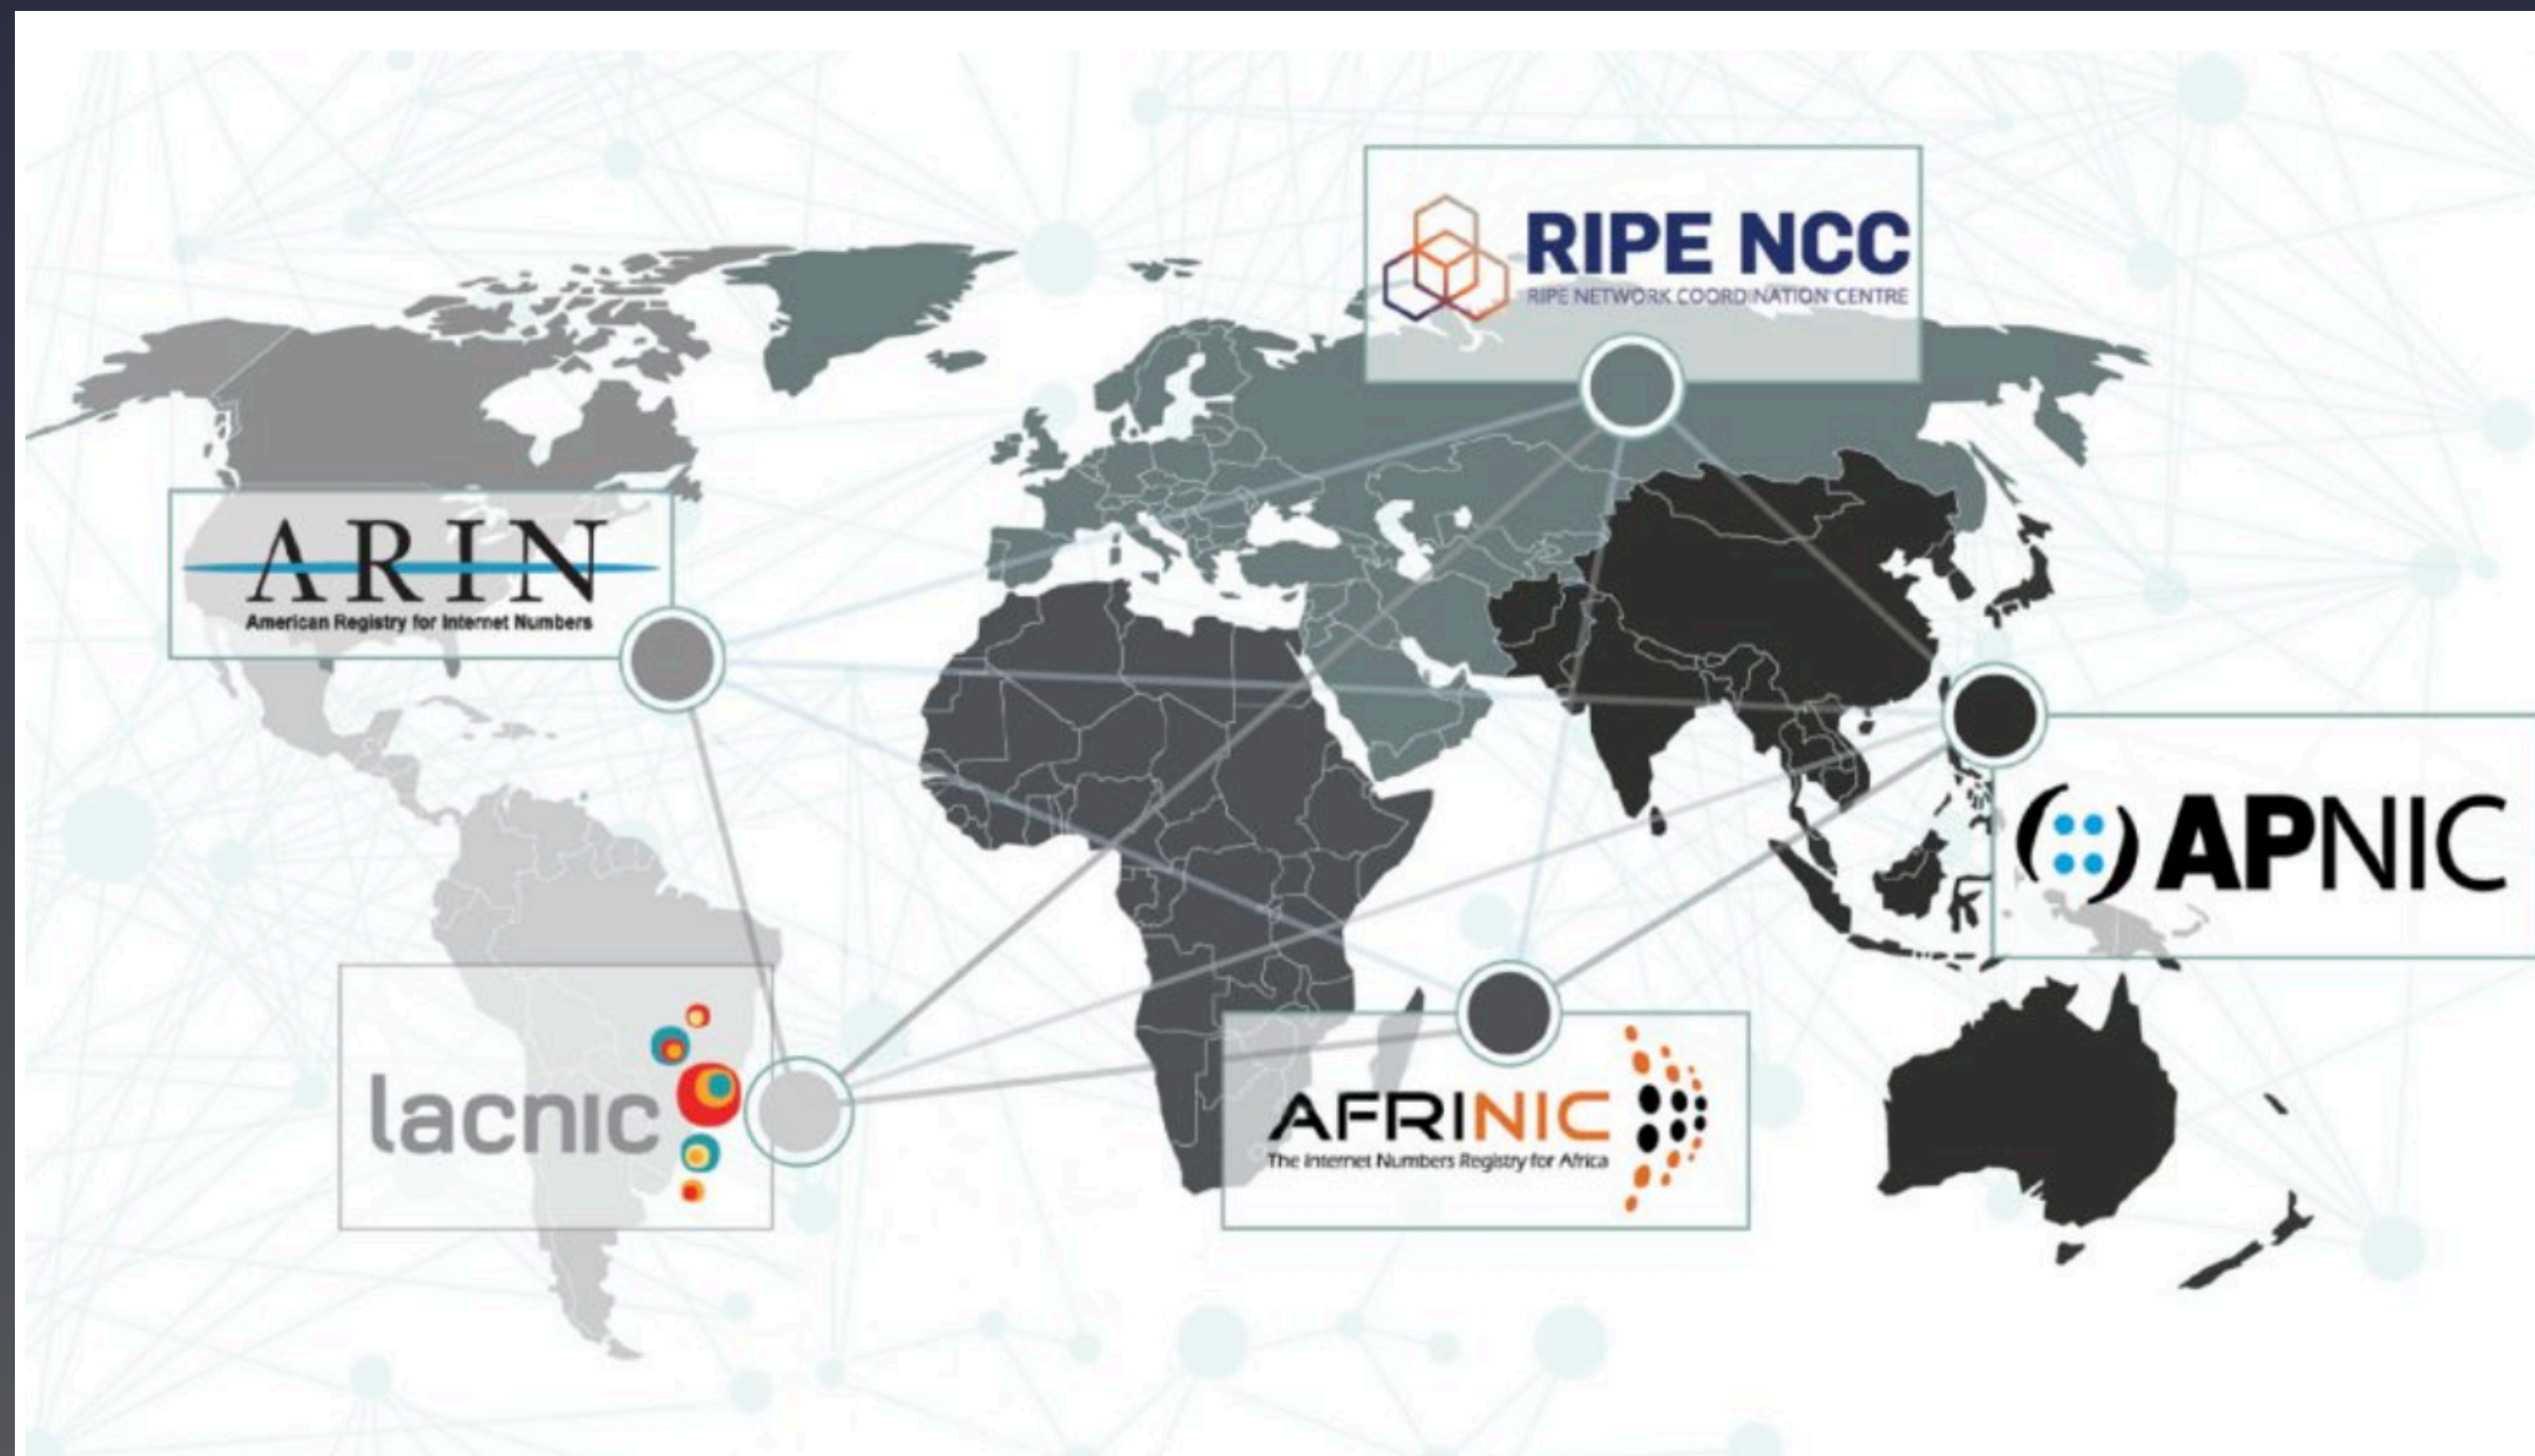 RIPE NCC
RIPE NETWORK COORDINATION CENTRE
ARIN
American Registry for Internet Numbers
APNIC
lacnic
AFRINIC
The Internet Numbers Registry for Africa